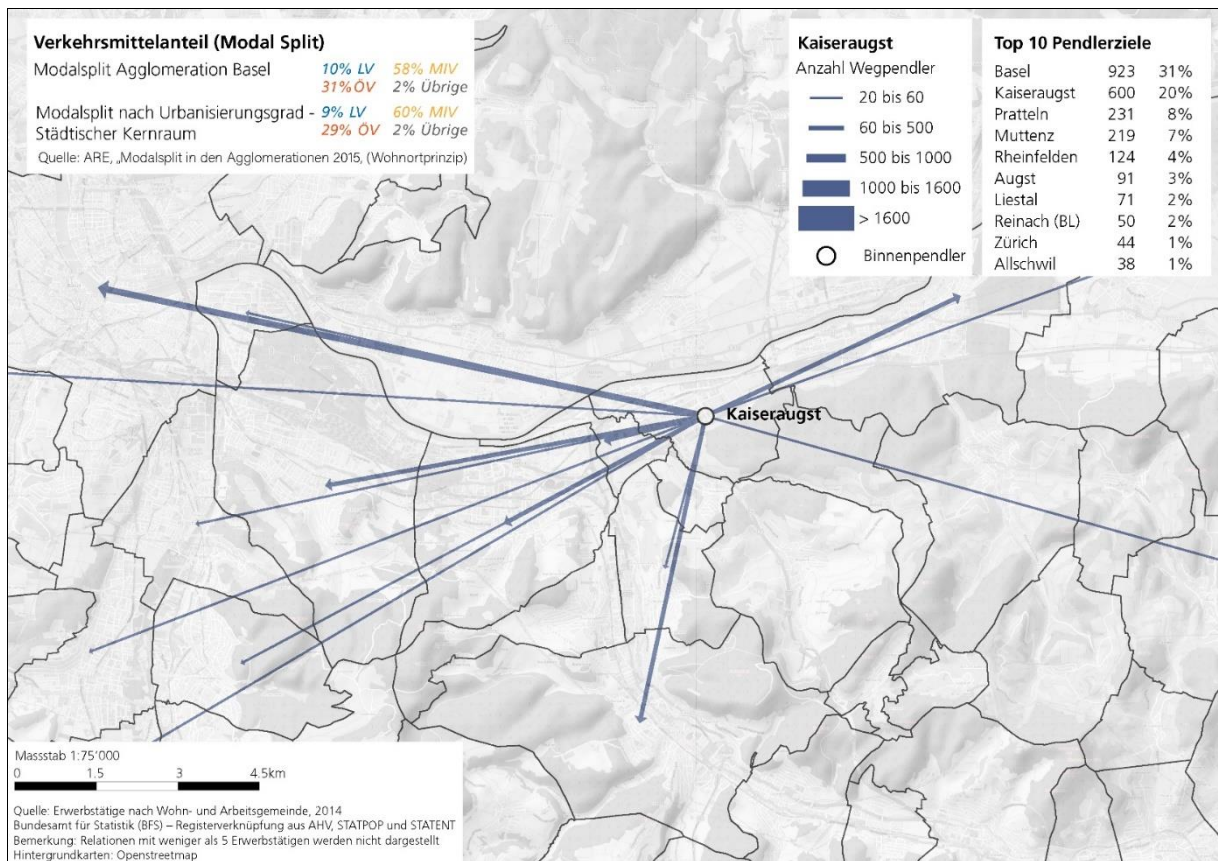 Verkehrsmittelanteil (Modal Split)
Modalsplit Agglomeration Basel 10% LV 58% MIV
31% ÖV 2% Übrige
Modalsplit nach Urbanisierungsgrad - 9% LV 60% MIV
Städtischer Kernraum 29% ÖV 2% Übrige
Quelle: ARE, „Modalsplit in den Agglomerationen 2015, (Wohnortprinzip)
Kaiseraugst
Anzahl Wegpendler
20 bis 60
60 bis 500
500 bis 1000
1000 bis 1600
> 1600
Binnenpendler
Top 10 Pendlerziele
Basel 923 31%
Kaiseraugst 600 20%
Pratteln 231 8%
Muttenz 219 7%
Rheinfelden 124 4%
Augst 91 3%
Liestal 71 2%
Reinach (BL) 50 2%
Zürich 44 1%
Allschwil 38 1%
Kaiseraugst
Massstab 1:75'000
0 1.5 3 4.5km
Quelle: Erwerbstätige nach Wohn- und Arbeitsgemeinde, 2014
Bundesamt für Statistik (BFS) – Registerverknüpfung aus AHV, STATPOP und STATENT
Bemerkung: Relationen mit weniger als 5 Erwerbstätigen werden nicht dargestellt
Hintergrundkarten: Openstreetmap